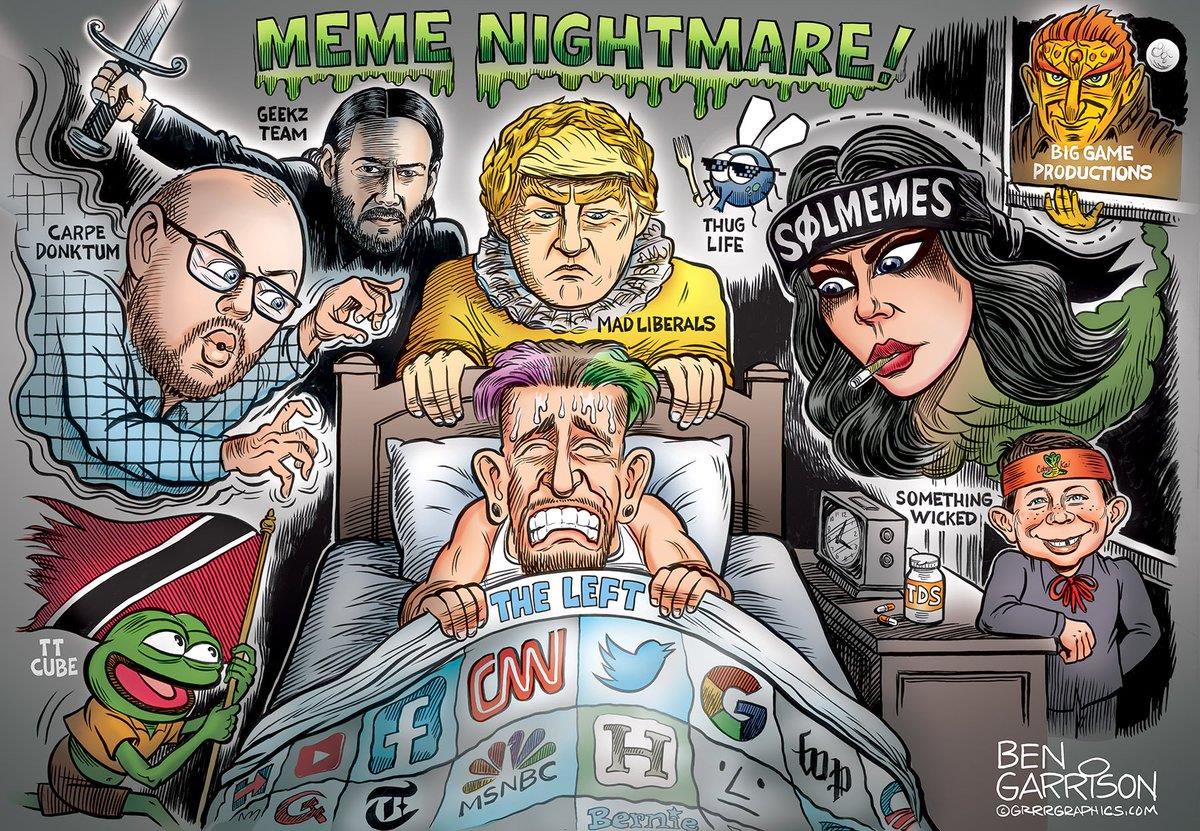 MEME NIGHTMARE!
GEEKZ
TEAM
CARPE
DONKTUM
THUG
LIFE
SØLMEMES
BIG GAME
PRODUCTIONS
MAD LIBERALS
SOMETHING
WICKED
TDS
THE LEFT
TT
CUBE
CNN
f
G
MSNBC
H
wp
T
H
Bernie
BEN
GARRISON
©GRRRGRAPHICS.COM